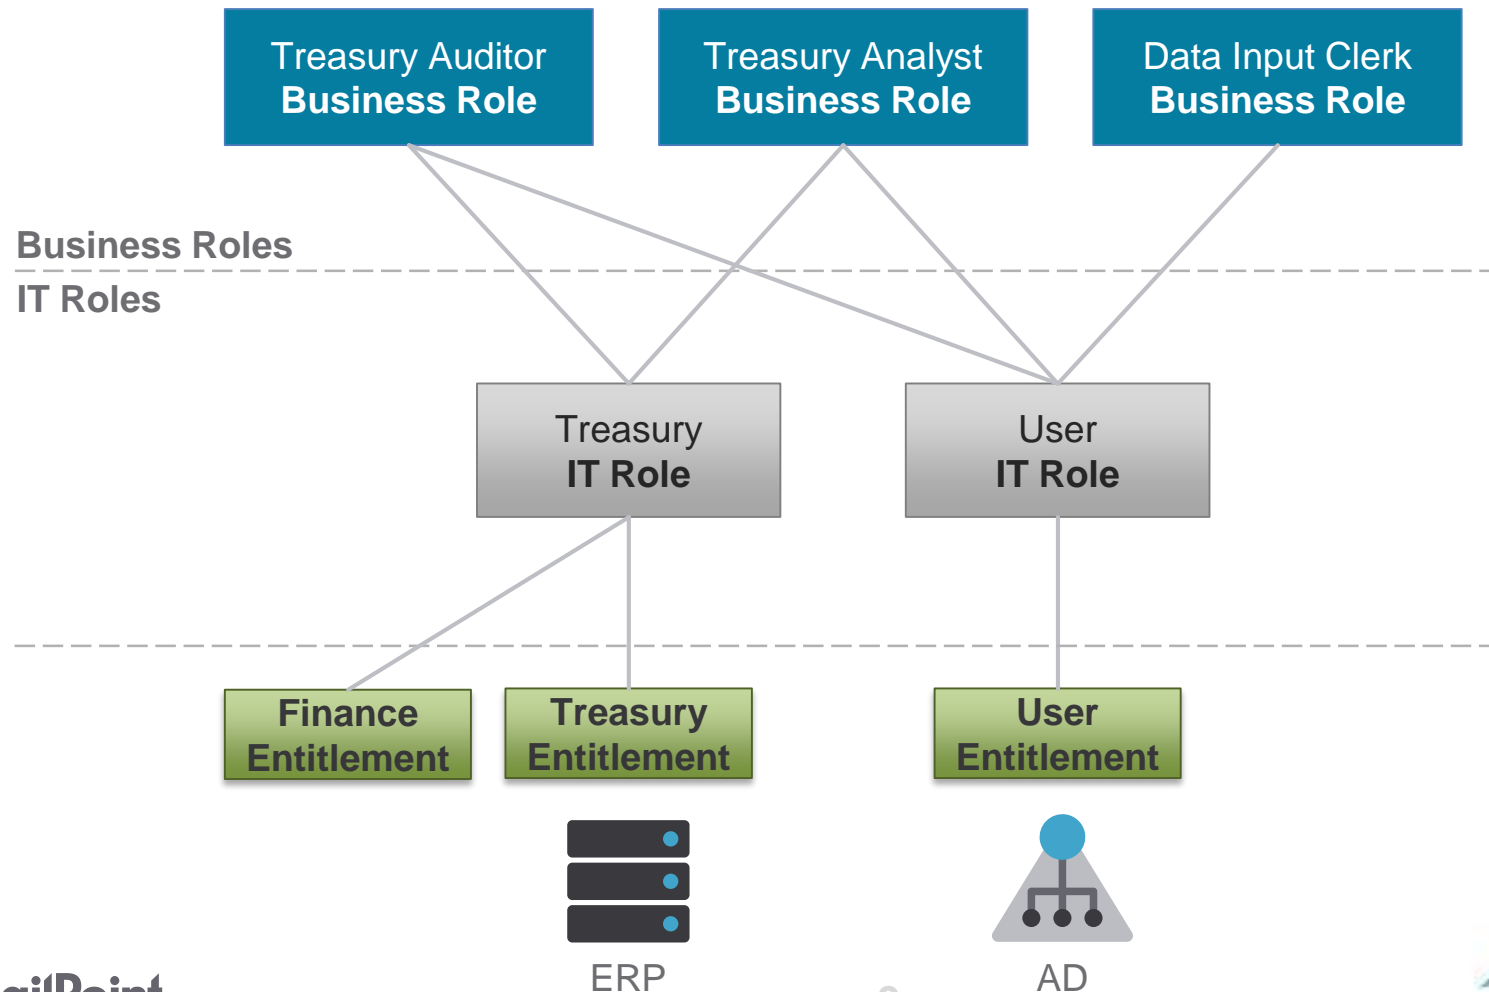 Treasury Auditor
Business Role
Treasury Analyst
Business Role
Data Input Clerk
Business Role
Business Roles
IT Roles
Treasury
IT Role
User
IT Role
Finance
Entitlement
Treasury
Entitlement
User
Entitlement
ERP
AD